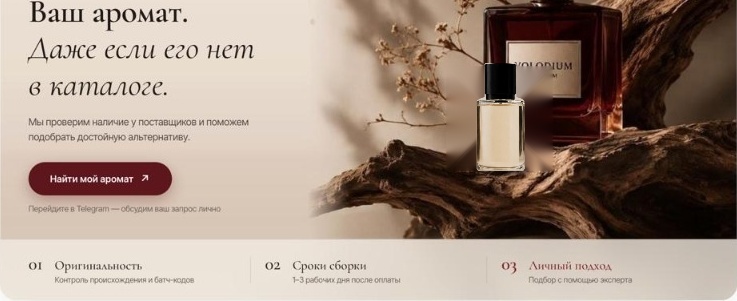 Ваш аромат.
Даже если его нет
в каталоге.
Мы проверим наличие у поставщиков и поможем
подобрать достойную альтернативу.
Найти мой аромат ↗
Перейдите в Telegram — обсудим ваш запрос лично
VOLODIUM
01 Оригинальность
Контроль происхождения и батч-кодов
02 Сроки сборки
1–3 рабочих дня после оплаты
03 Личный подход
Подбор с помощью эксперта